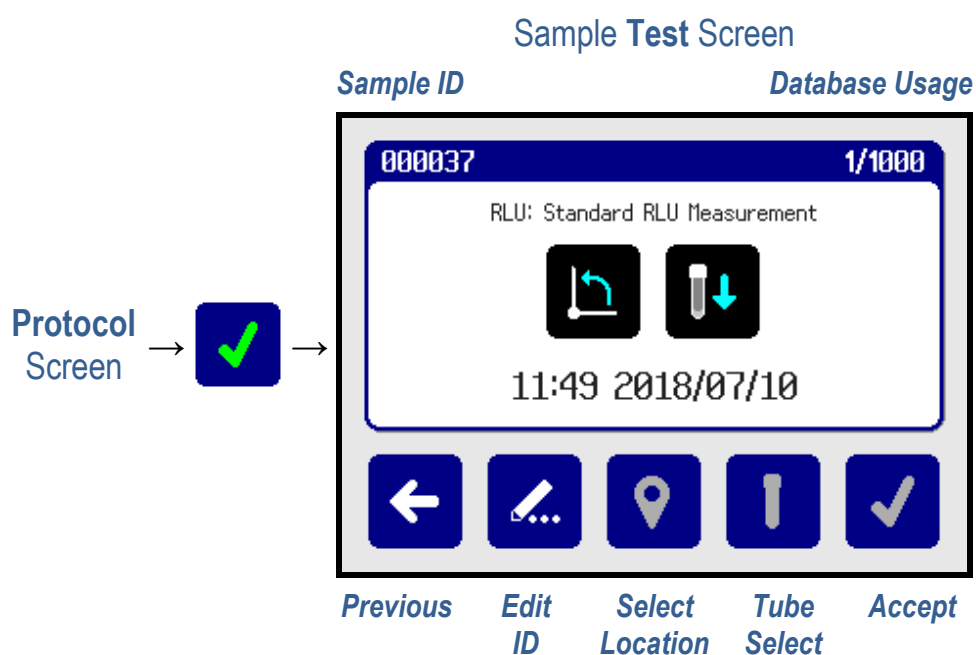 Sample Test Screen
Sample ID
Database Usage
000037
1/1000
RLU: Standard RLU Measurement
Protocol
Screen
→
→
11:49 2018/07/10
Previous
Edit
ID
Select
Location
Tube
Select
Accept